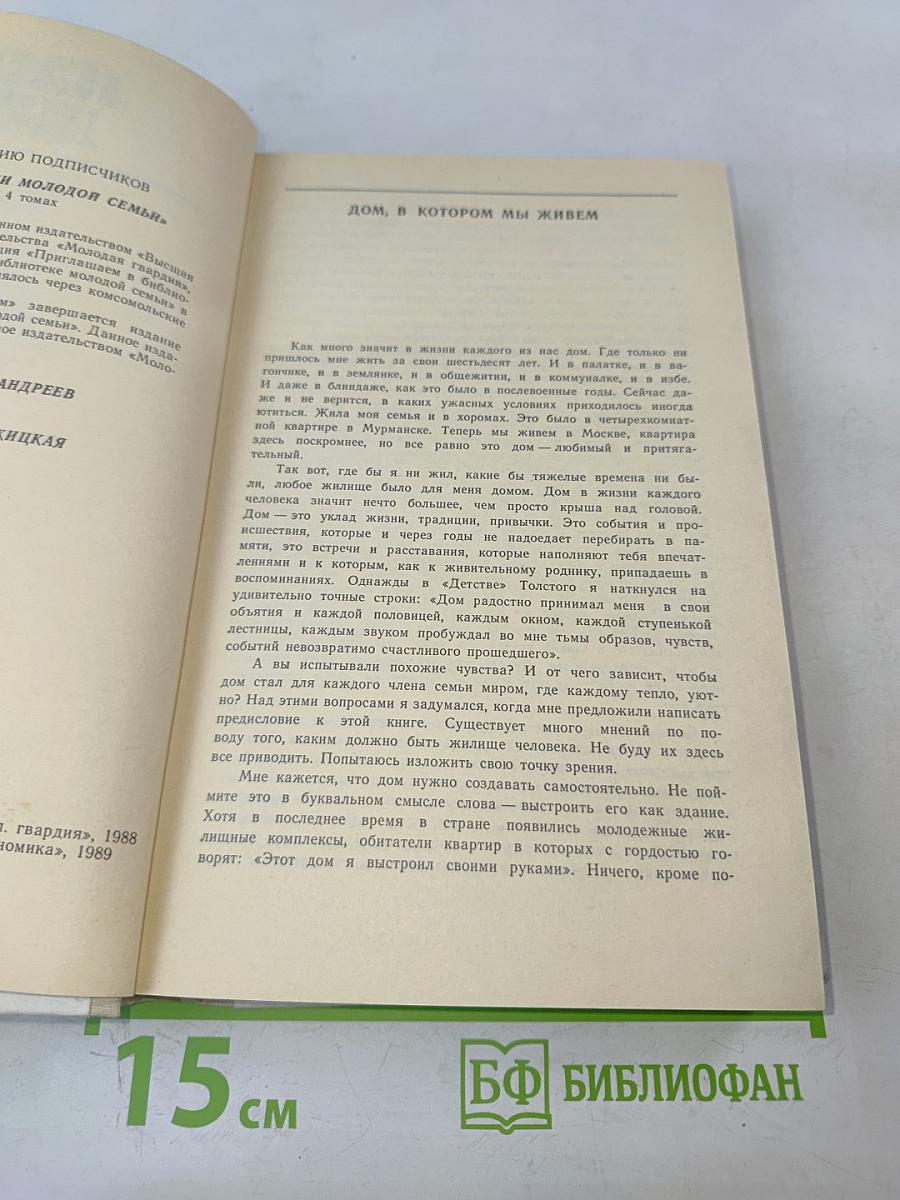 ИЮ ПОДПИСЧИКОВ
МОЛОДОЙ СЕМЬИ»
4 томах
издательством «Высшая
ельства «Молодая гвардия»,
ция «Приглашаем в библио-
иблиотеке молодой семьи» в
ялось через комсомольские
м» завершается издание
одой семьи». Данное изда-
ное издательством «Моло-
АНДРЕЕВ
КИЦКАЯ
л. гвардия», 1988
номика», 1989
ДОМ, В КОТОРОМ МЫ ЖИВЕМ
Как много значит в жизни каждого из нас дом. Где только ни
пришлось мне жить за свои шестьдесят лет. И в палатке, и в ва-
гончике, и в землянке, и в общежитии, и в коммуналке, и в избе.
И даже в блиндаже, как это было в послевоенные годы. Сейчас да-
же и не верится, в каких ужасных условиях приходилось иногда
ютиться. Жила моя семья и в хоромах. Это было в четырехкомнат-
ной квартире в Мурманске. Теперь мы живем в Москве, квартира
здесь поскромнее, но все равно это дом — любимый и притяга-
тельный.
Так вот, где бы я ни жил, какие бы тяжелые времена ни бы-
ли, любое жилище было для меня домом. Дом в жизни каждого
человека значит нечто большее, чем просто крыша над головой.
Дом — это уклад жизни, традиции, привычки. Это события и про-
исшествия, которые и через годы не надоедает перебирать в па-
мяти, это встречи и расставания, которые наполняют тебя впечат-
лениями и к которым, как к живительному роднику, припадаешь в
воспоминаниях. Однажды в «Детстве» Толстого я наткнулся на
удивительно точные строки: «Дом радостно принимал меня в свои
объятия и каждой половицей, каждым окном, каждой ступенькой
лестницы, каждым звуком пробуждал во мне тьмы образов, чувств,
событий невозвратимо счастливого прошедшего».
А вы испытывали похожие чувства? И от чего зависит, чтобы
дом стал для каждого члена семьи миром, где каждому тепло, уют-
но? Над этими вопросами я задумался, когда мне предложили написать
предисловие к этой книге. Существует много мнений по по-
воду того, каким должно быть жилище человека. Не буду их здесь
все приводить. Попытаюсь изложить свою точку зрения.
Мне кажется, что дом нужно создавать самостоятельно. Не пой-
мите это в буквальном смысле слова — выстроить его как здание.
Хотя в последнее время в стране появились молодежные жи-
лищные комплексы, обитатели квартир в которых с гордостью го-
ворят: «Этот дом я выстроил своими руками». Ничего, кроме по-
15 см
БФ БИБЛИОФАН